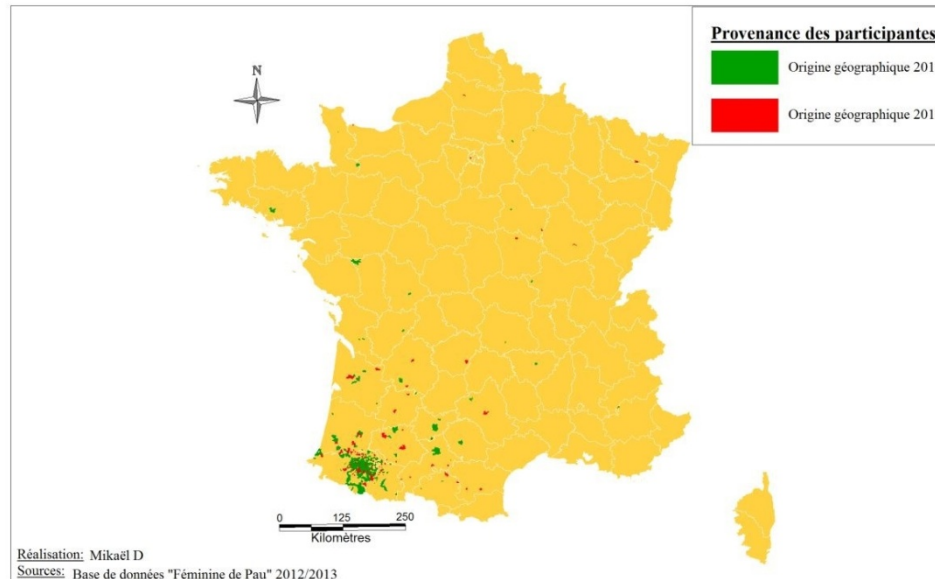 Provenance des participantes
Origine géographique 201
Origine géographique 201
N
0 125 250
Kilomètres
Réalisation: Mikaël D
Sources: Base de données "Féminine de Pau" 2012/2013